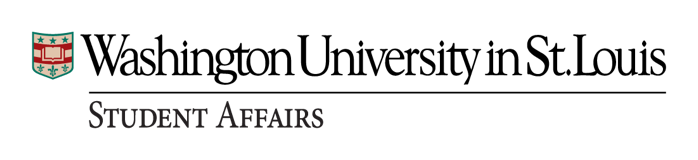 Washington University in St. Louis
STUDENT AFFAIRS